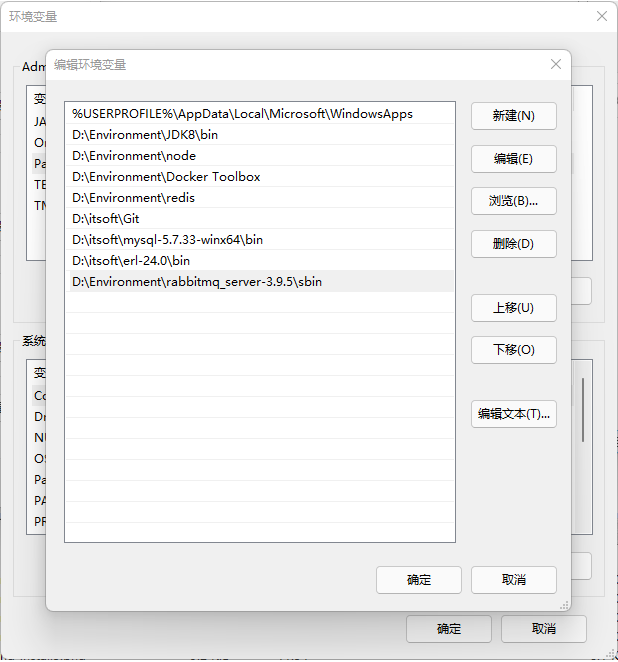 环境变量
Adm
编辑环境变量
%USERPROFILE%\AppData\Local\Microsoft\WindowsApps
D:\Environment\JDK8\bin
D:\Environment\node
D:\Environment\Docker Toolbox
D:\Environment\redis
D:\itsoft\Git
D:\itsoft\mysql-5.7.33-winx64\bin
D:\itsoft\erl-24.0\bin
D:\Environment\rabbitmq_server-3.9.5\sbin
新建(N)
编辑(E)
浏览(B)...
删除(D)
上移(U)
下移(O)
编辑文本(T)...
确定
取消
变
JA
Or
Pa
TE
TM
系统
变
Co
Dr
NU
OS
Pa
PA
PR
确定
取消